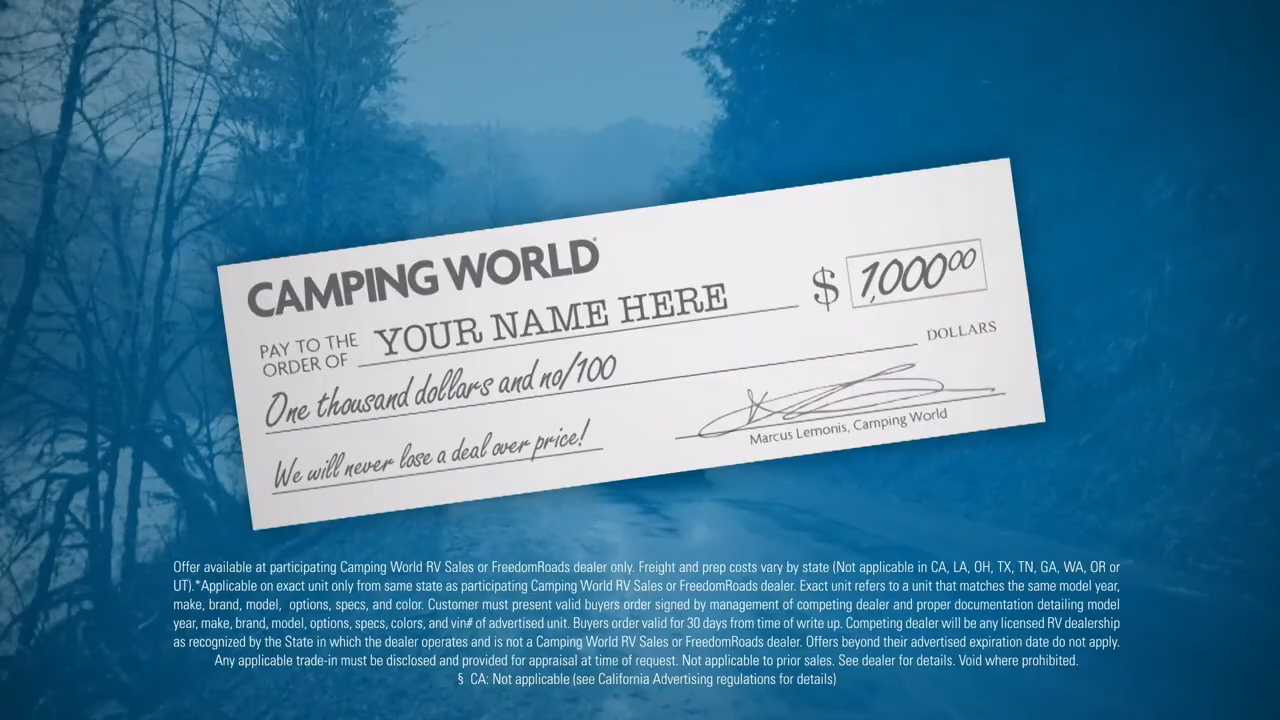 CAMPING WORLD
PAY TO THE
ORDER OF YOUR NAME HERE $ 1,000 00
One thousand dollars and no/100 DOLLARS
We will never lose a deal over price!
Marcus Lemonis, Camping World
Offer available at participating Camping World RV Sales or FreedomRoads dealer only. Freight and prep costs vary by state (Not applicable in CA, LA, OH, TX, TN, GA, WA, OR or
UT).*Applicable on exact unit only from same state as participating Camping World RV Sales or FreedomRoads dealer. Exact unit refers to a unit that matches the same model year,
make, brand, model, options, specs, and color. Customer must present valid buyers order signed by management of competing dealer and proper documentation detailing model
year, make, brand, model, options, specs, colors, and vin# of advertised unit. Buyers order valid for 30 days from time of write up. Competing dealer will be any licensed RV dealership
as recognized by the State in which the dealer operates and is not a Camping World RV Sales or FreedomRoads dealer. Offers beyond their advertised expiration date do not apply.
Any applicable trade-in must be disclosed and provided for appraisal at time of request. Not applicable to prior sales. See dealer for details. Void where prohibited.
§ CA: Not applicable (see California Advertising regulations for details)